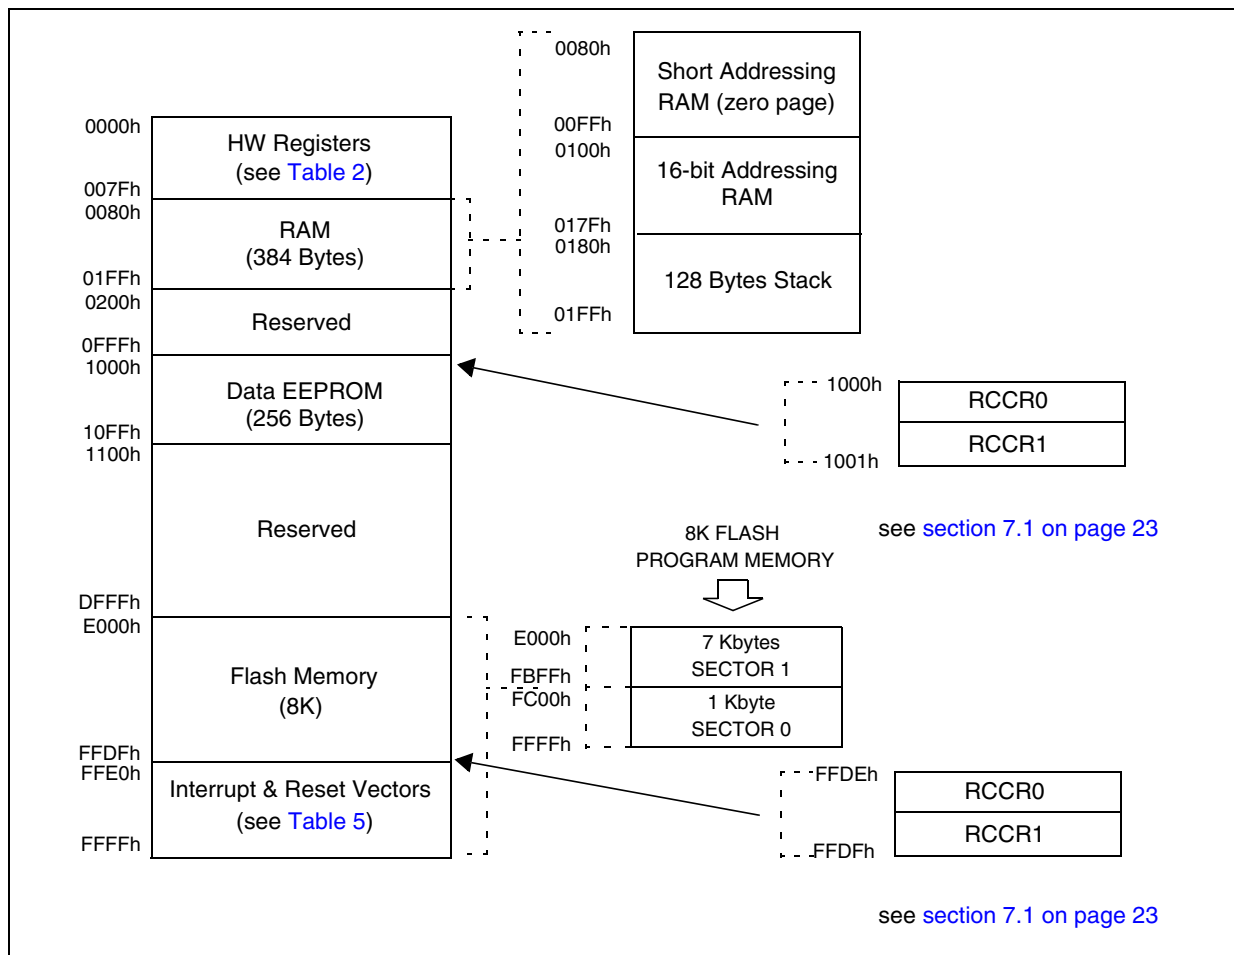 0000h
HW Registers
(see Table 2)
007Fh
0080h
RAM
(384 Bytes)
01FFh
0200h
Reserved
0FFFh
1000h
Data EEPROM
(256 Bytes)
10FFh
1100h
Reserved
DFFFh
E000h
Flash Memory
(8K)
FFDFh
FFE0h
Interrupt & Reset Vectors
(see Table 5)
FFFFh
0080h
Short Addressing
RAM (zero page)
00FFh
0100h
16-bit Addressing
RAM
017Fh
0180h
128 Bytes Stack
01FFh
1000h
RCCR0
RCCR1
1001h
see section 7.1 on page 23
8K FLASH
PROGRAM MEMORY
E000h
7 Kbytes
SECTOR 1
FBFFh
FC00h
1 Kbyte
SECTOR 0
FFFFh
FFDEh
RCCR0
RCCR1
FFDFh
see section 7.1 on page 23